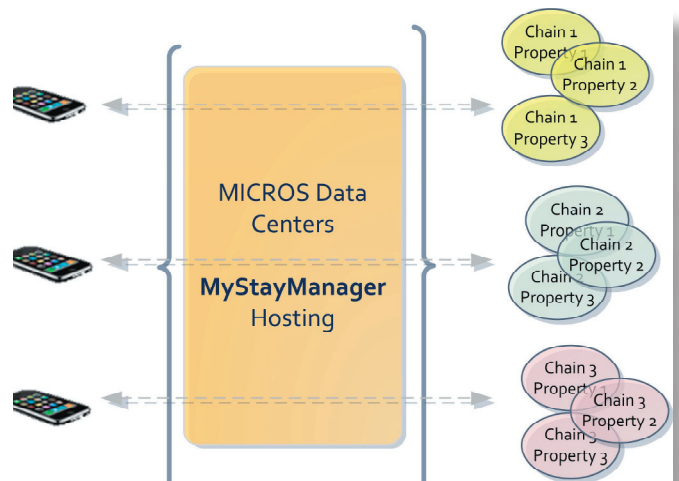 Chain 1
Property 1
Chain 1
Property 2
Chain 1
Property 3
MICROS Data
Centers
MyStayManager
Hosting
Chain 2
Property 1
Chain 2
Property 2
Chain 2
Property 3
Chain 3
Property 1
Chain 3
Property 2
Chain 3
Property 3